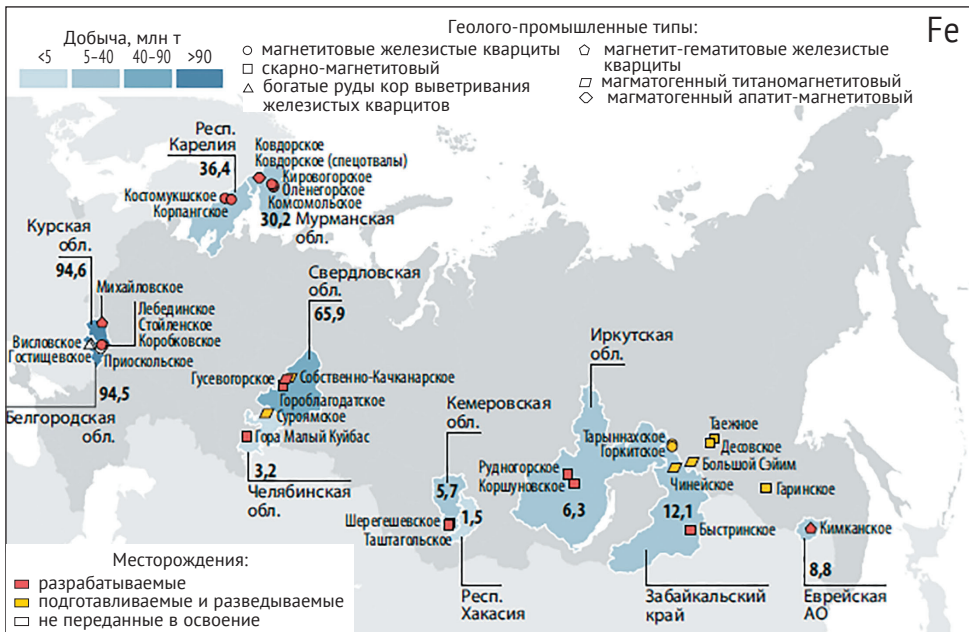 Fe
Добыча, млн т
<5
5–40
40–90
>90
Геолого-промышленные типы:
магнетитовые железистые кварциты
скарно-магнетитовый
богатые руды кор выветривания
железистых кварцитов
магнетит-гематитовые железистые
кварциты
магматогенный титаномагнетитовый
магматогенный апатит-магнетитовый
Респ.
Карелия
36,4
Ковдорское
Ковдорское (спецотвалы)
Кировогорское
Оленегорское
Комсомольское
Костомукшское
Корпангское
30,2
Мурманская
обл.
Курская
обл.
94,6
Михайловское
Лебединское
Стойленское
Коробковское
Висловское
Гостищевское
Приоскольское
94,5
Белгородская
обл.
Свердловская
обл.
65,9
Гусевогорское
Собственно-Качканарское
Гороблагодатское
Суроямское
Гора Малый Куйбас
3,2
Челябинская
обл.
Кемеровская
обл.
5,7
1,5
Шерегешевское
Таштагольское
Респ.
Хакасия
Иркутская
обл.
Рудногорское
Коршуновское
6,3
Тарыннахское
Горкитское
Таежное
Десовское
Большой Сэйим
Чинейское
Гаринское
12,1
Быстринское
Забайкальский
край
Кимканское
8,8
Еврейская
АО
Месторождения:
разрабатываемые
подготавливаемые и разведываемые
не переданные в освоение